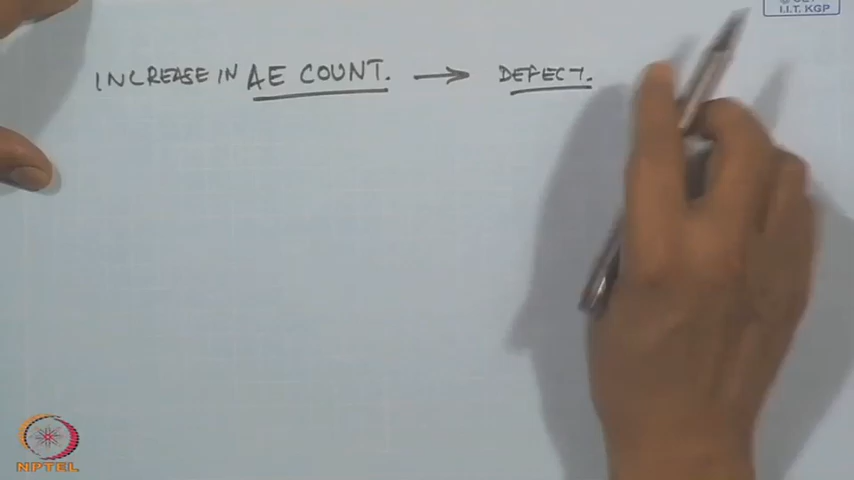 I.I.T. KGP
INCREASE IN AE COUNT. → DEFECT.
NPTEL